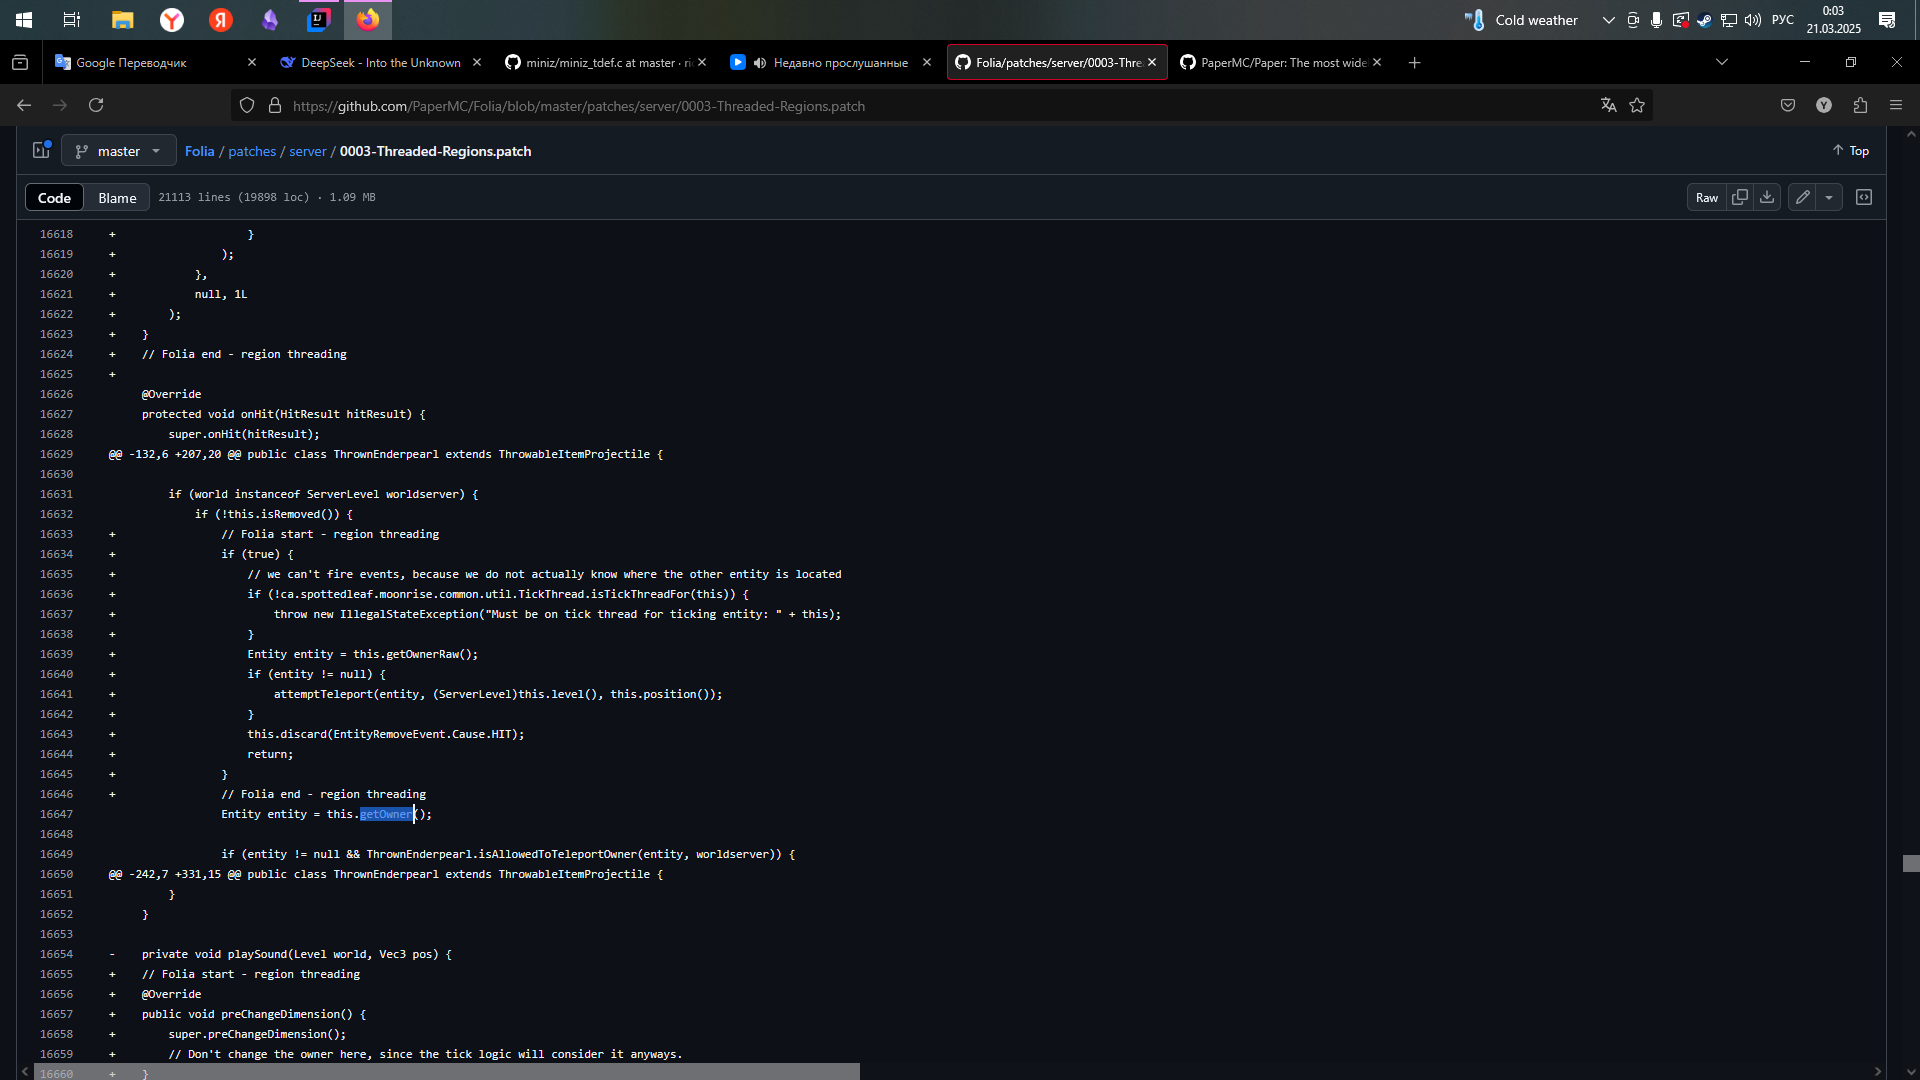 Cold weather
РУС
0:03
21.03.2025
Google Переводчик
DeepSeek - Into the Unknown
miniz/miniz_tdef.c at master · ri
Недавно прослушанные
Folia/patches/server/0003-Thre
PaperMC/Paper: The most wide
https://github.com/PaperMC/Folia/blob/master/patches/server/0003-Threaded-Regions.patch
master
Folia / patches / server / 0003-Threaded-Regions.patch
Top
Code
Blame
21113 lines (19898 loc) · 1.09 MB
Raw
16618 + }
16619 + );
16620 + },
16621 + null, 1L
16622 + );
16623 + }
16624 + // Folia end - region threading
16625 +
16626 @Override
16627 protected void onHit(HitResult hitResult) {
16628 super.onHit(hitResult);
16629 @@ -132,6 +207,20 @@ public class ThrownEnderpearl extends ThrowableItemProjectile {
16630
16631 if (world instanceof ServerLevel worldserver) {
16632 if (!this.isRemoved()) {
16633 + // Folia start - region threading
16634 + if (true) {
16635 + // we can't fire events, because we do not actually know where the other entity is located
16636 + if (!ca.spottedleaf.moonrise.common.util.TickThread.isTickThreadFor(this)) {
16637 + throw new IllegalStateException("Must be on tick thread for ticking entity: " + this);
16638 + }
16639 + Entity entity = this.getOwnerRaw();
16640 + if (entity != null) {
16641 + attemptTeleport(entity, (ServerLevel)this.level(), this.position());
16642 + }
16643 + this.discard(EntityRemoveEvent.Cause.HIT);
16644 + return;
16645 + }
16646 + // Folia end - region threading
16647 Entity entity = this.getOwner();
16648
16649 if (entity != null && ThrownEnderpearl.isAllowedToTeleportOwner(entity, worldserver)) {
16650 @@ -242,7 +331,15 @@ public class ThrownEnderpearl extends ThrowableItemProjectile {
16651 }
16652 }
16653
16654 - private void playSound(Level world, Vec3 pos) {
16655 + // Folia start - region threading
16656 + @Override
16657 + public void preChangeDimension() {
16658 + super.preChangeDimension();
16659 + // Don't change the owner here, since the tick logic will consider it anyways.
16660 + }